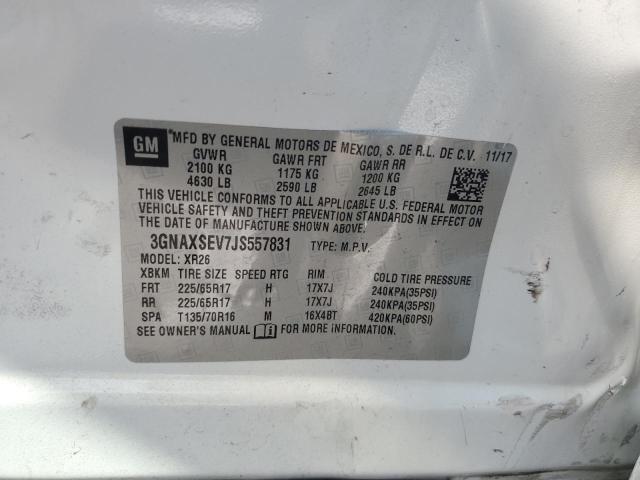 GM *MFD BY GENERAL MOTORS DE MEXICO, S. DE R.L. DE C.V. 11/17
GVWR GAWR FRT GAWR RR
2100 KG 1175 KG 1200 KG
4630 LB 2590 LB 2645 LB
THIS VEHICLE CONFORMS TO ALL APPLICABLE U.S. FEDERAL MOTOR
VEHICLE SAFETY AND THEFT PREVENTION STANDARDS IN EFFECT ON
THE DATE OF MANUFACTURE SHOWN ABOVE.
3GNAXSEV7JS557831 TYPE: M.P.V.
MODEL: XR26
XBKM TIRE SIZE SPEED RTG RIM COLD TIRE PRESSURE
FRT 225/65R17 H 17X7J 240KPA(35PSI)
RR 225/65R17 H 17X7J 240KPA(35PSI)
SPA T135/70R16 M 16X4BT 420KPA(60PSI)
SEE OWNER'S MANUAL FOR MORE INFORMATION.